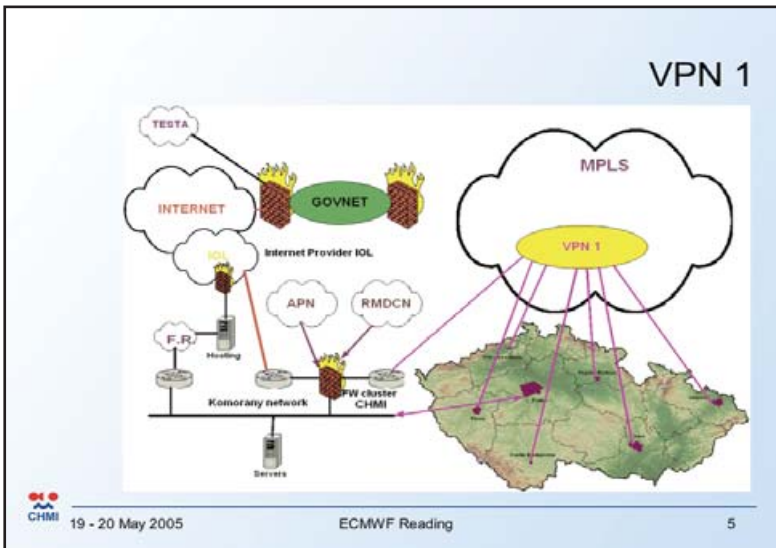 VPN 1
TESTA
MPLS
GOVNET
INTERNET
VPN 1
IOL
Internet Provider IOL
APN
RMDCN
F.R.
Hosting
Komorany network
FW cluster
CHMI
Servers
CHMI
19 - 20 May 2005
ECMWF Reading
5